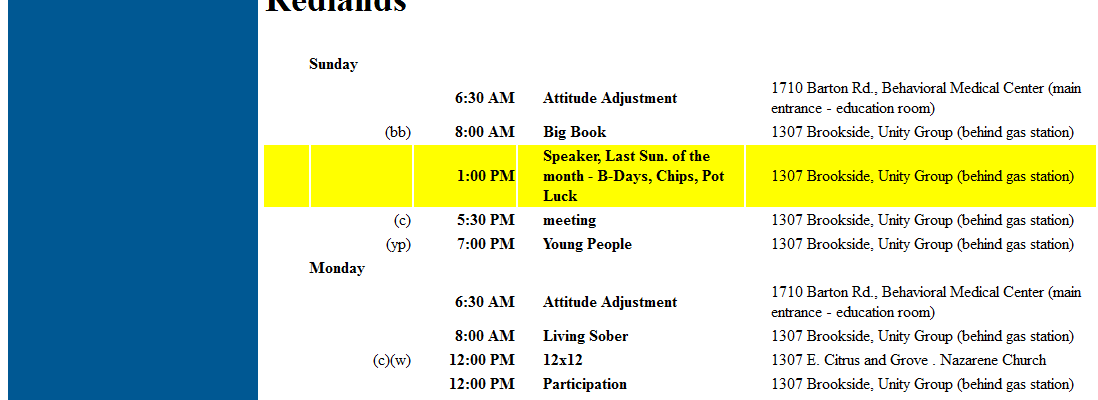 Redlands
Sunday
6:30 AM Attitude Adjustment 1710 Barton Rd., Behavioral Medical Center (main entrance - education room)
(bb) 8:00 AM Big Book 1307 Brookside, Unity Group (behind gas station)
1:00 PM Speaker, Last Sun. of the month - B-Days, Chips, Pot Luck 1307 Brookside, Unity Group (behind gas station)
(c) 5:30 PM meeting 1307 Brookside, Unity Group (behind gas station)
(yp) 7:00 PM Young People 1307 Brookside, Unity Group (behind gas station)
Monday
6:30 AM Attitude Adjustment 1710 Barton Rd., Behavioral Medical Center (main entrance - education room)
8:00 AM Living Sober 1307 Brookside, Unity Group (behind gas station)
(c)(w) 12:00 PM 12x12 1307 E. Citrus and Grove . Nazarene Church
12:00 PM Participation 1307 Brookside, Unity Group (behind gas station)